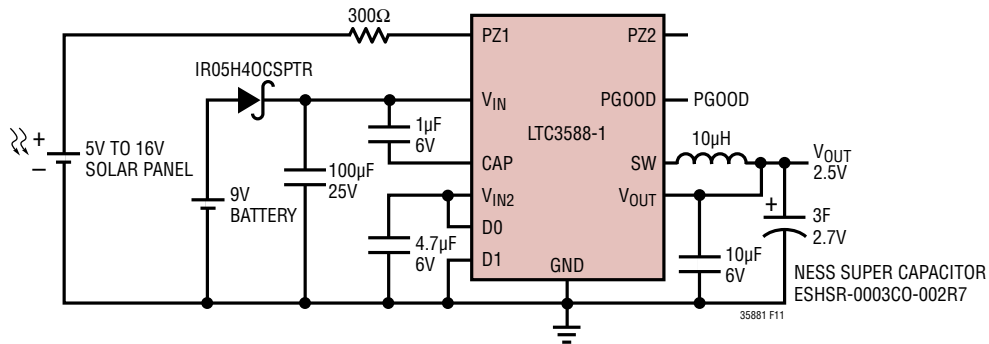 300Ω
PZ1
PZ2
IR05H4OCSPTR
VIN
PGOOD
PGOOD
LTC3588-1
1µF
6V
10µH
+
5V TO 16V
SOLAR PANEL
–
CAP
SW
VOUT
2.5V
100µF
25V
9V
BATTERY
VIN2
VOUT
+
3F
2.7V
D0
4.7µF
6V
D1
GND
10µF
6V
NESS SUPER CAPACITOR
ESHSR-0003CO-002R7
35881 F11